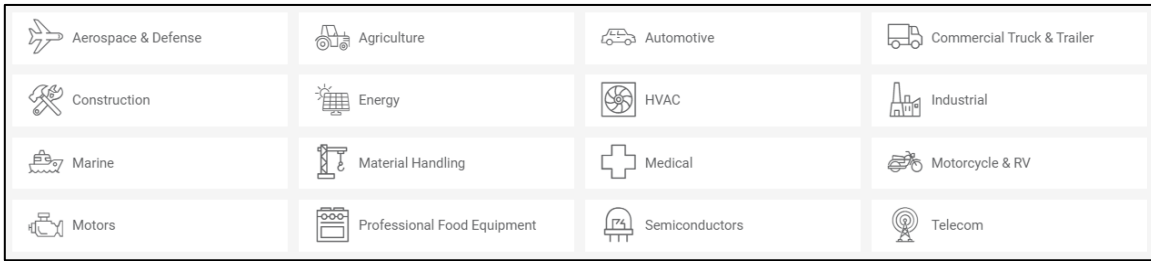 Aerospace & Defense
Agriculture
Automotive
Commercial Truck & Trailer
Construction
Energy
HVAC
Industrial
Marine
Material Handling
Medical
Motorcycle & RV
Motors
Professional Food Equipment
Semiconductors
Telecom